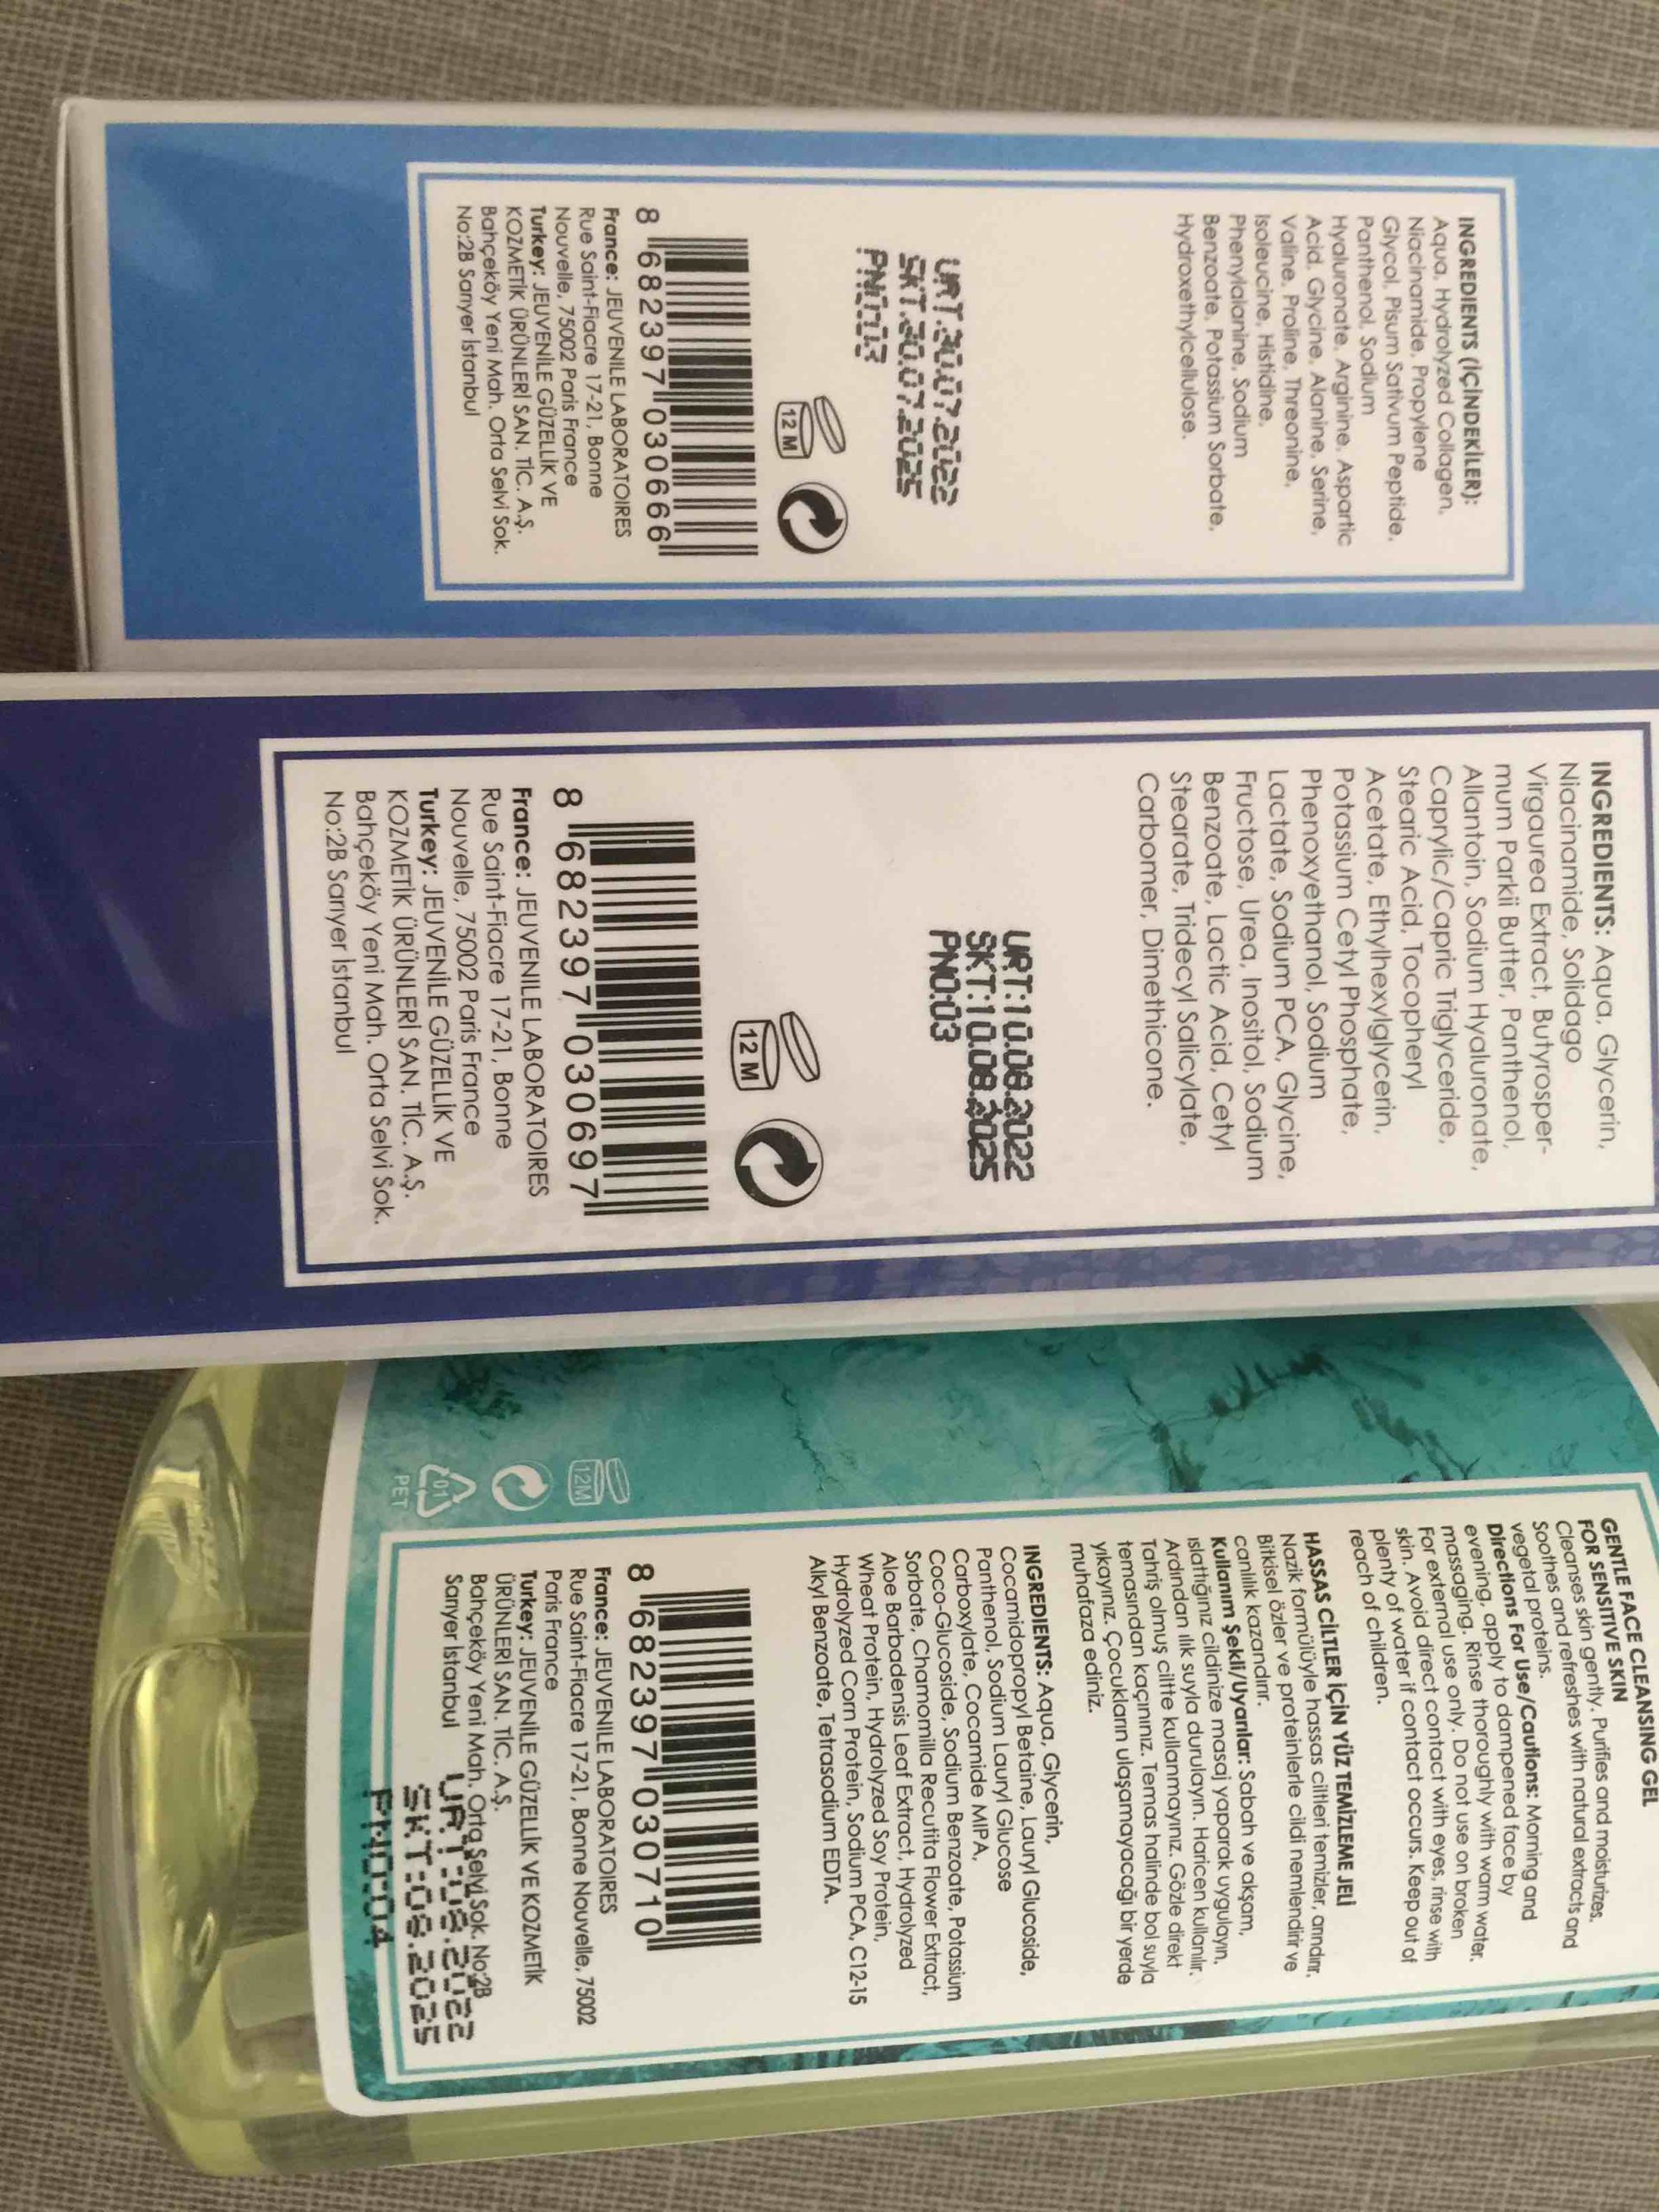 INGREDIENTS (İÇİNDEKİLER):
Aqua, Hydrolyzed Collagen,
Niacinamide, Propylene
Glycol, Pisum Sativum Peptide,
Panthenol, Sodium
Hyaluronate, Arginine, Aspartic
Acid, Glycine, Alanine, Serine,
Valine, Proline, Threonine,
Isoleucine, Histidine,
Phenylalanine, Sodium
Benzoate, Potassium Sorbate,
Hydroxethylcellulose.
URT.30.07.2022
SKT.30.07.2025
PNO:03
12 M
8 682397 030666
France: JEUVENILE LABORATOIRES
Rue Saint-Fiacre 17-21, Bonne
Nouvelle, 75002 Paris France
Turkey: JEUVENİLE GÜZELLİK VE
KOZMETİK ÜRÜNLERİ SAN. TİC. A.Ş.
Bahçeköy Yeni Mah. Orta Selvi Sok.
No:2B Sarıyer İstanbul
INGREDIENTS: Aqua, Glycerin,
Niacinamide, Solidago
Virgaurea Extract, Butyrosper-
mum Parkii Butter, Panthenol,
Allantoin, Sodium Hyaluronate,
Caprylic/Capric Triglyceride,
Stearic Acid, Tocopheryl
Acetate, Ethylhexylglycerin,
Potassium Cetyl Phosphate,
Phenoxyethanol, Sodium
Lactate, Sodium PCA, Glycine,
Fructose, Urea, Inositol, Sodium
Benzoate, Lactic Acid, Cetyl
Stearate, Tridecyl Salicylate,
Carbomer, Dimethicone.
URT:10.08.2022
SKT:10.08.2025
PNO:03
12 M
8 682397 030697
France: JEUVENILE LABORATOIRES
Rue Saint-Fiacre 17-21, Bonne
Nouvelle, 75002 Paris France
Turkey: JEUVENİLE GÜZELLİK VE
KOZMETİK ÜRÜNLERİ SAN. TİC. A.Ş.
Bahçeköy Yeni Mah. Orta Selvi Sok.
No:2B Sarıyer İstanbul
GENTLE FACE CLEANSING GEL
FOR SENSITIVE SKIN
Cleanses skin gently. Purifies and moisturizes.
Soothes and refreshes with natural extracts and
vegetal proteins.
Directions For Use/Cautions: Morning and
evening, apply to dampened face by
massaging. Rinse thoroughly with warm water.
For external use only. Do not use on broken
skin. Avoid direct contact with eyes, rinse with
plenty of water if contact occurs. Keep out of
reach of children.
HASSAS CİLTLER İÇİN YÜZ TEMİZLEME JELİ
Nazik formülüyle hassas ciltleri temizler, arındırır.
Bitkisel özler ve proteinlerle cildi nemlendirir ve
canlılık kazandırır.
Kullanım Şekli/Uyarılar: Sabah ve akşam,
ıslattığınız cildinize masaj yaparak uygulayın.
Ardından ılık suyla durulayın. Haricen kullanılır.
Tahriş olmuş ciltte kullanmayınız. Gözle direkt
temasından kaçınınız. Temas halinde bol suyla
yıkayınız. Çocukların ulaşamayacağı bir yerde
muhafaza ediniz.
INGREDIENTS: Aqua, Glycerin,
Cocamidopropyl Betaine, Lauryl Glucoside,
Panthenol, Sodium Lauryl Glucose
Carboxylate, Cocamide MIPA,
Coco-Glucoside, Sodium Benzoate, Potassium
Sorbate, Chamomilla Recutita Flower Extract,
Aloe Barbadensis Leaf Extract, Hydrolyzed
Wheat Protein, Hydrolyzed Soy Protein,
Hydrolyzed Corn Protein, Sodium PCA, C12-15
Alkyl Benzoate, Tetrasodium EDTA.
12M
01
PET
8 682397 030710
France: JEUVENILE LABORATOIRES
Rue Saint-Fiacre 17-21, Bonne Nouvelle, 75002
Paris France
Turkey: JEUVENİLE GÜZELLİK VE KOZMETİK
ÜRÜNLERİ SAN. TİC. A.Ş.
Bahçeköy Yeni Mah. Orta Selvi Sok. No:2B
Sarıyer İstanbul
URT:08.2022
SKT:08.2025
PNO:04